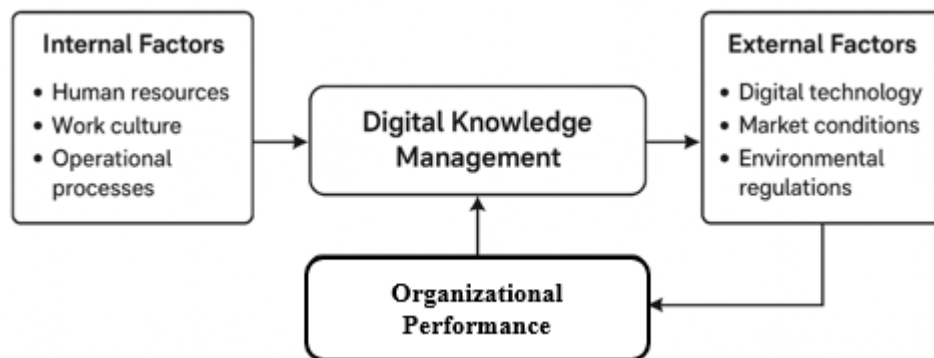 Internal Factors
• Human resources
• Work culture
• Operational
processes
Digital Knowledge
Management
External Factors
• Digital technology
• Market conditions
• Environmental
regulations
Organizational
Performance